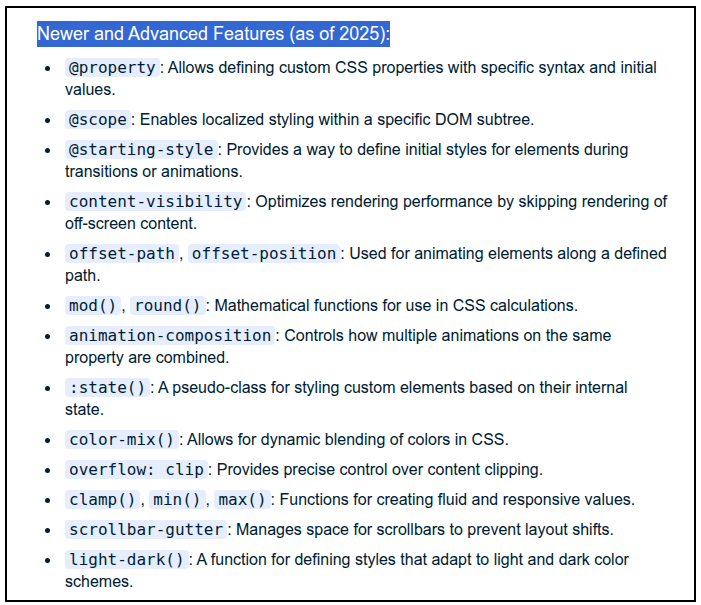 Newer and Advanced Features (as of 2025):
• @property: Allows defining custom CSS properties with specific syntax and initial
values.
• @scope: Enables localized styling within a specific DOM subtree.
• @starting-style: Provides a way to define initial styles for elements during
transitions or animations.
• content-visibility: Optimizes rendering performance by skipping rendering of
off-screen content.
• offset-path, offset-position: Used for animating elements along a defined
path.
• mod(), round(): Mathematical functions for use in CSS calculations.
• animation-composition: Controls how multiple animations on the same
property are combined.
• :state(): A pseudo-class for styling custom elements based on their internal
state.
• color-mix(): Allows for dynamic blending of colors in CSS.
• overflow: clip: Provides precise control over content clipping.
• clamp(), min(), max(): Functions for creating fluid and responsive values.
• scrollbar-gutter: Manages space for scrollbars to prevent layout shifts.
• light-dark(): A function for defining styles that adapt to light and dark color
schemes.